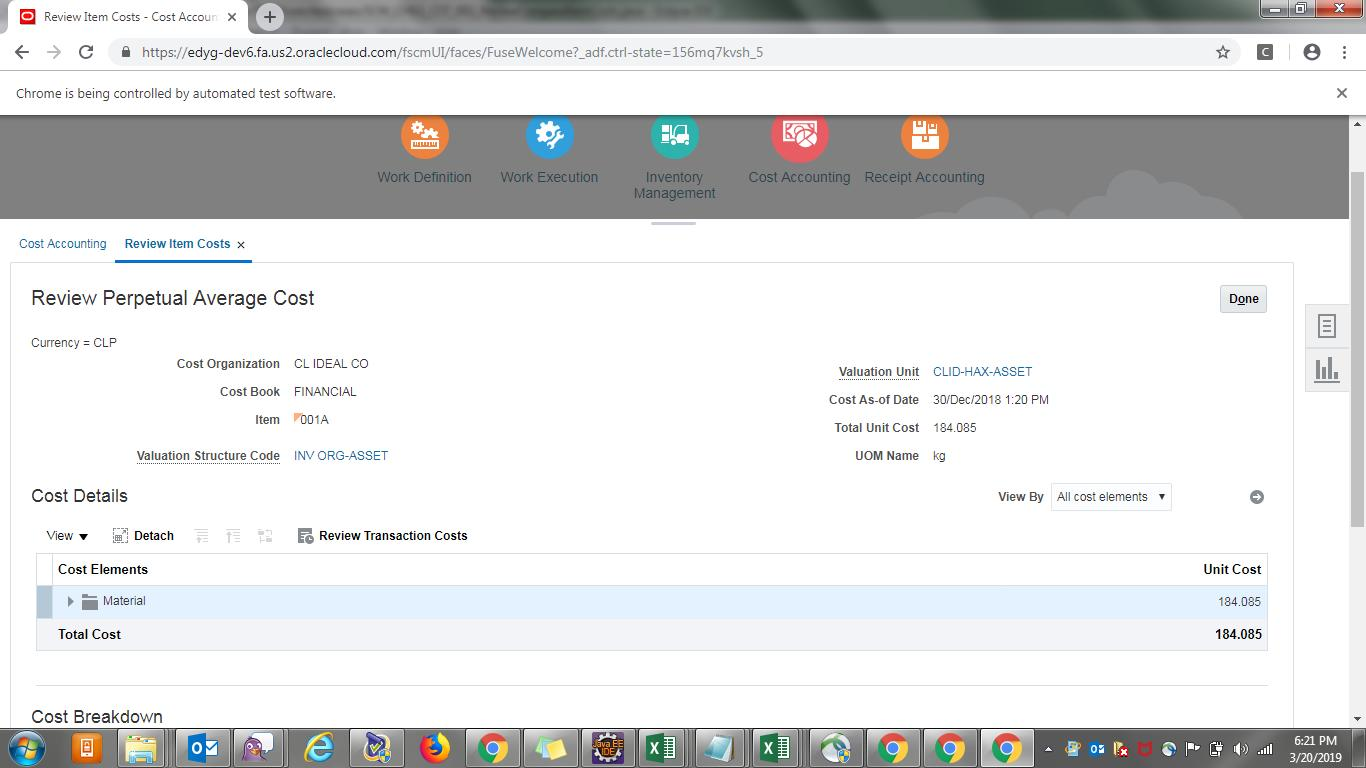 Review Item Costs - Cost Accoun
https://edyg-dev6.fa.us2.oraclecloud.com/fscmUI/faces/FuseWelcome?_adf.ctrl-state=156mq7kvsh_5
C
Chrome is being controlled by automated test software.
Work Definition
Work Execution
Inventory
Management
Cost Accounting
Receipt Accounting
Cost Accounting
Review Item Costs
Review Perpetual Average Cost
Done
Currency = CLP
Cost Organization CL IDEAL CO
Cost Book FINANCIAL
Item 001A
Valuation Structure Code INV ORG-ASSET
Valuation Unit CLID-HAX-ASSET
Cost As-of Date 30/Dec/2018 1:20 PM
Total Unit Cost 184.085
UOM Name kg
Cost Details
View By All cost elements
View Detach Review Transaction Costs
Cost Elements Unit Cost
Material 184.085
Total Cost 184.085
Cost Breakdown
Java EE
IDE
6:21 PM
3/20/2019